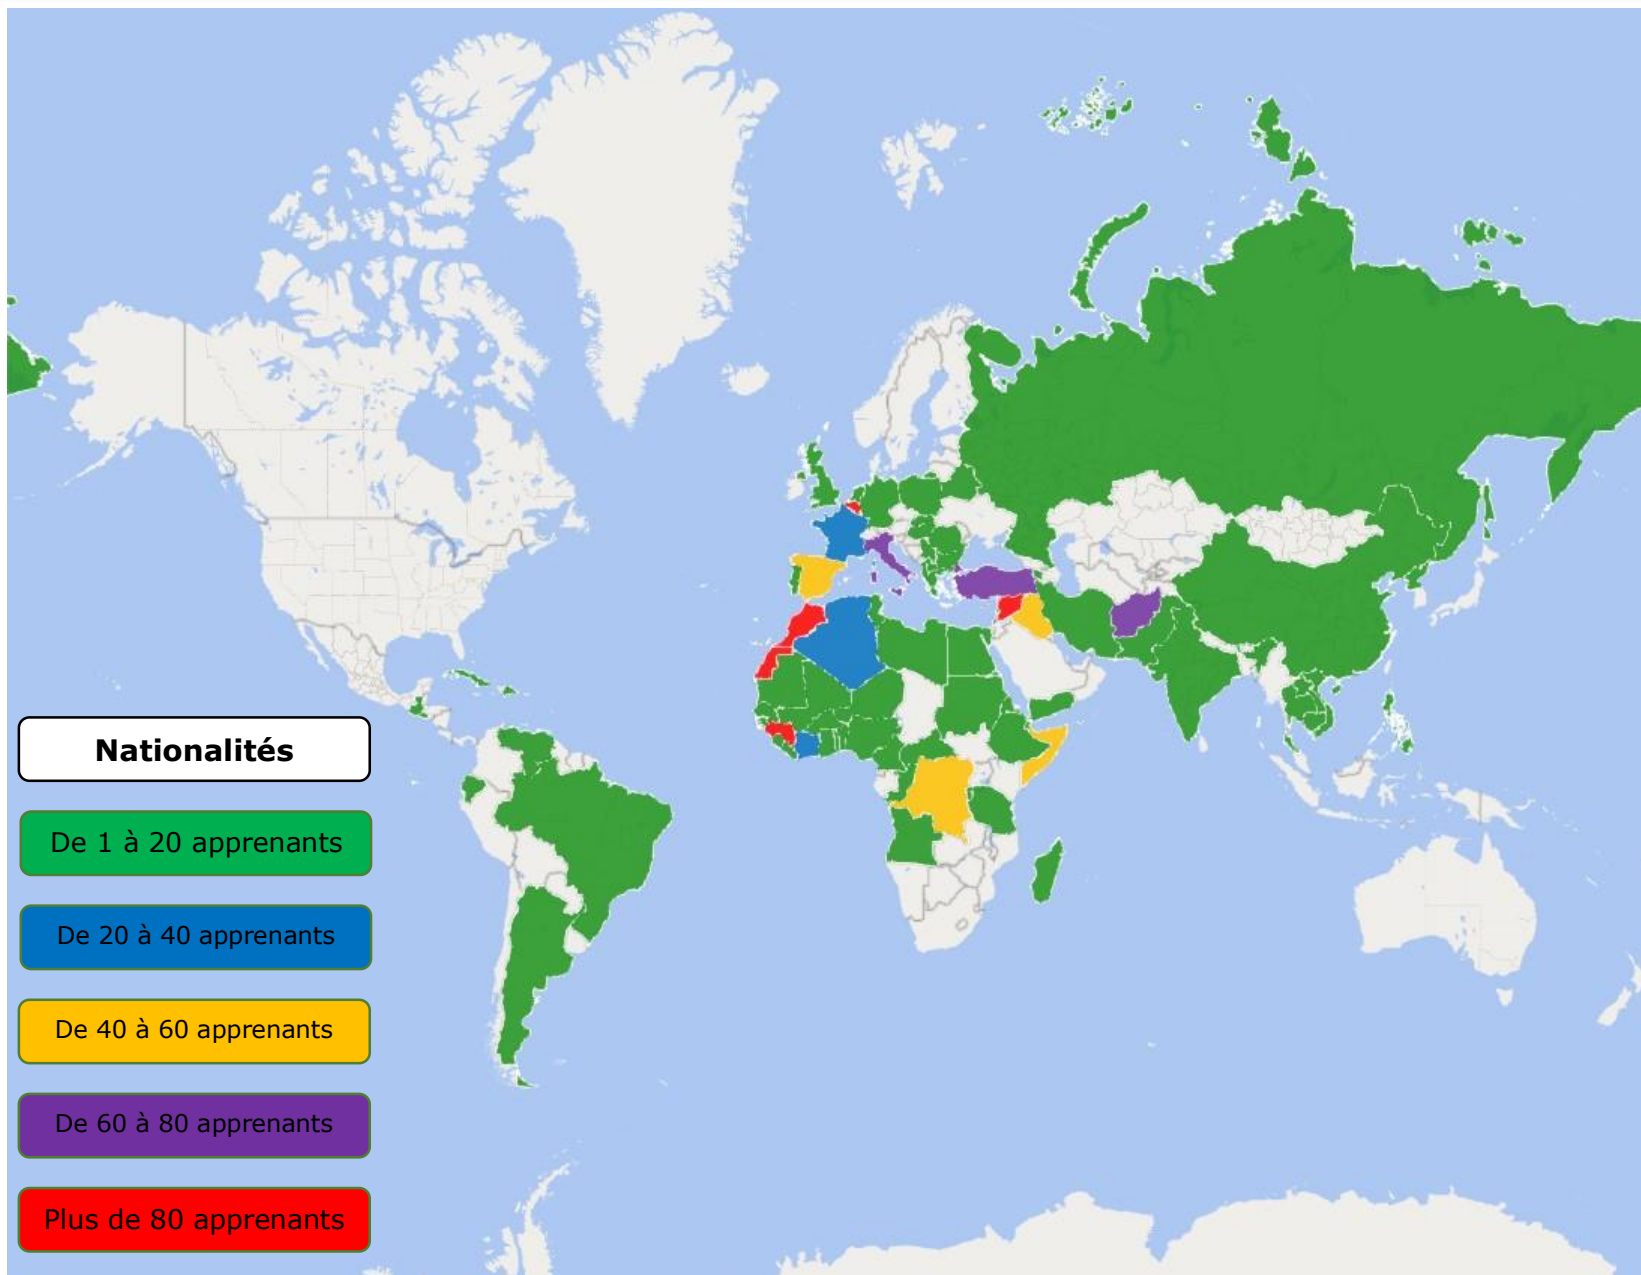 Nationalités
De 1 à 20 apprenants
De 20 à 40 apprenants
De 40 à 60 apprenants
De 60 à 80 apprenants
Plus de 80 apprenants